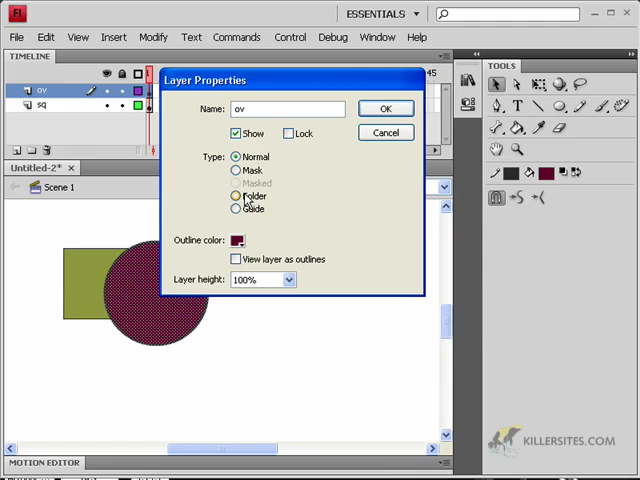 Fl
ESSENTIALS
File Edit View Insert Modify Text Commands Control Debug Window Help
TIMELINE
TOOLS
1
45
Layer Properties
ov
sq
Name: ov
OK
Show Lock
Cancel
Type: Normal
Mask
Masked
Folder
Guide
Untitled-2*
Scene 1
Outline color:
View layer as outlines
Layer height: 100%
KILLERSITES.COM
MOTION EDITOR